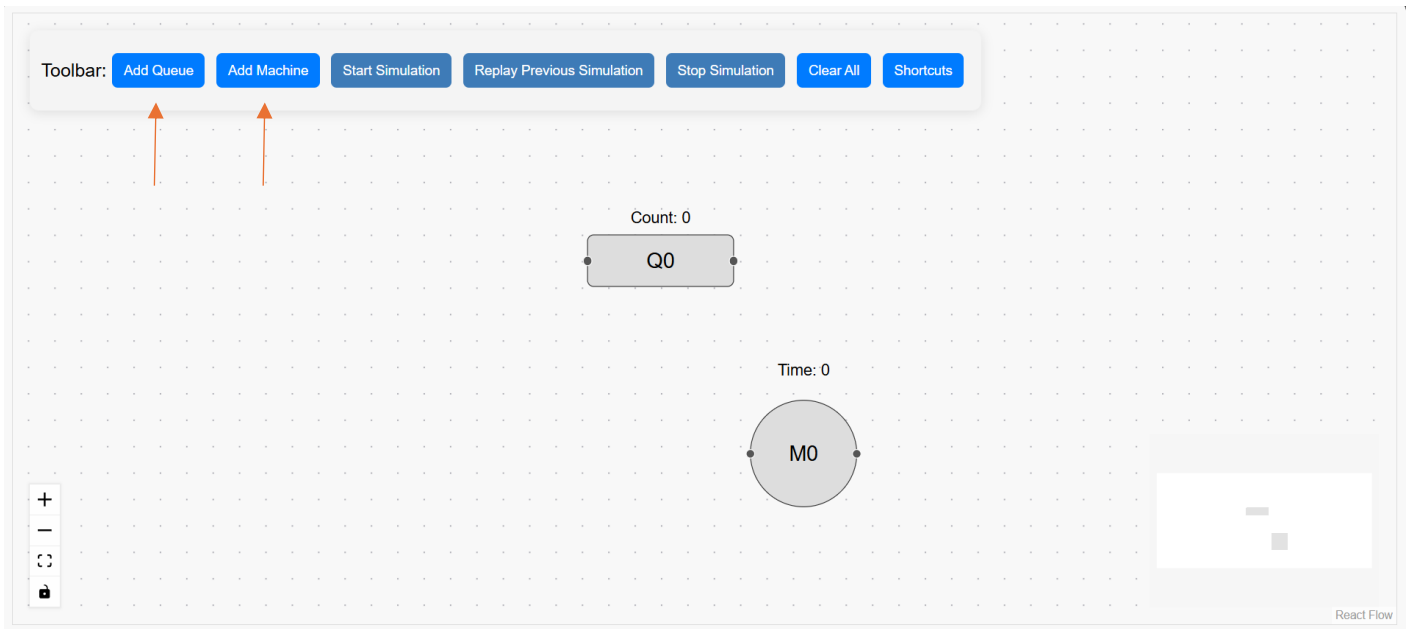 Toolbar: Add Queue Add Machine Start Simulation Replay Previous Simulation Stop Simulation Clear All Shortcuts
Count: 0
Q0
Time: 0
M0
React Flow